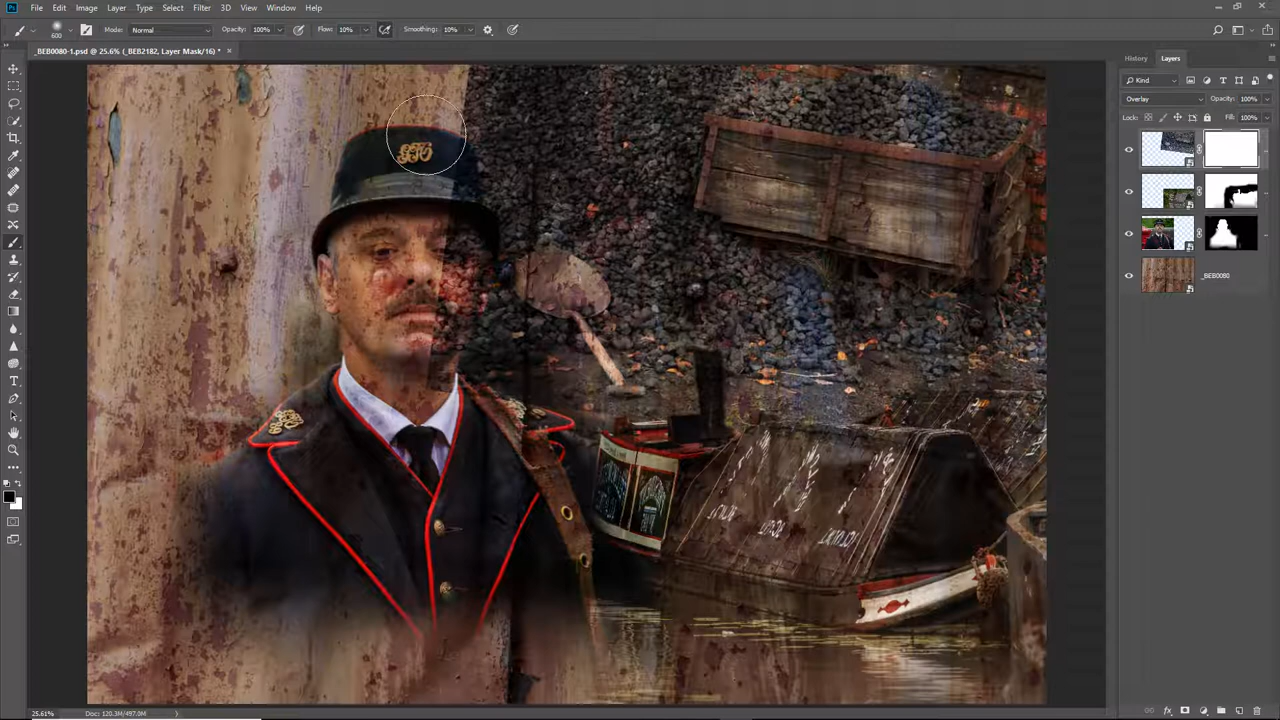 File Edit Image Layer Type Select Filter 3D View Window Help
600 Mode: Normal Opacity: 100% Flow: 10% Smoothing: 10%
_BEB0080-1.psd @ 25.6% (_BEB2182, Layer Mask/16) * ×
History Layers
Kind
Overlay Opacity: 100%
Lock: Fill: 100%
_BEB0080
25.61% Doc: 120.3M/497.0M